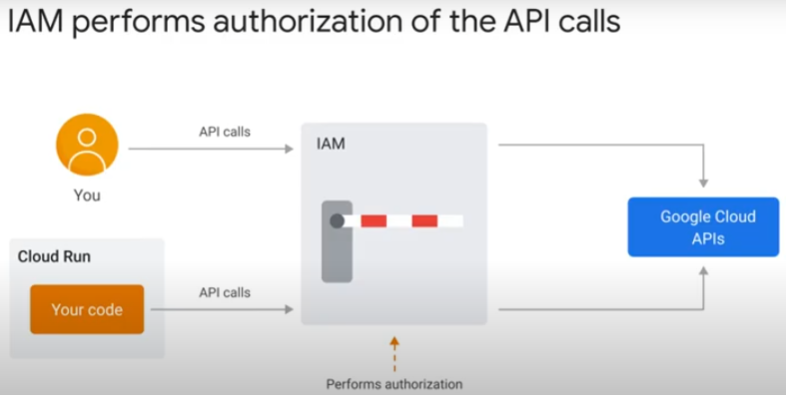 IAM performs authorization of the API calls
API calls
IAM
You
Google Cloud
APIs
Cloud Run
Your code
API calls
Performs authorization